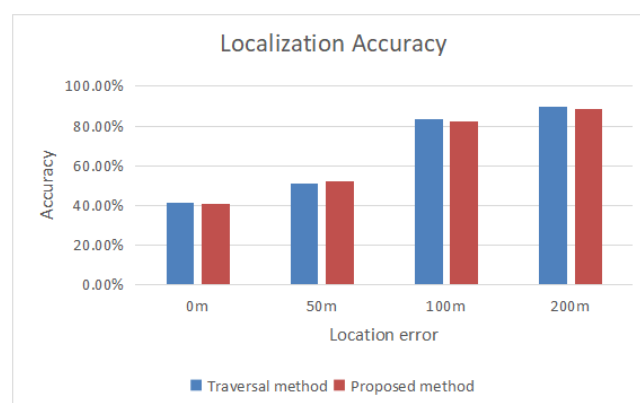 Localization Accuracy
100.00%
80.00%
60.00%
40.00%
20.00%
0.00%
Accuracy
0m
50m
100m
200m
Location error
Traversal method
Proposed method